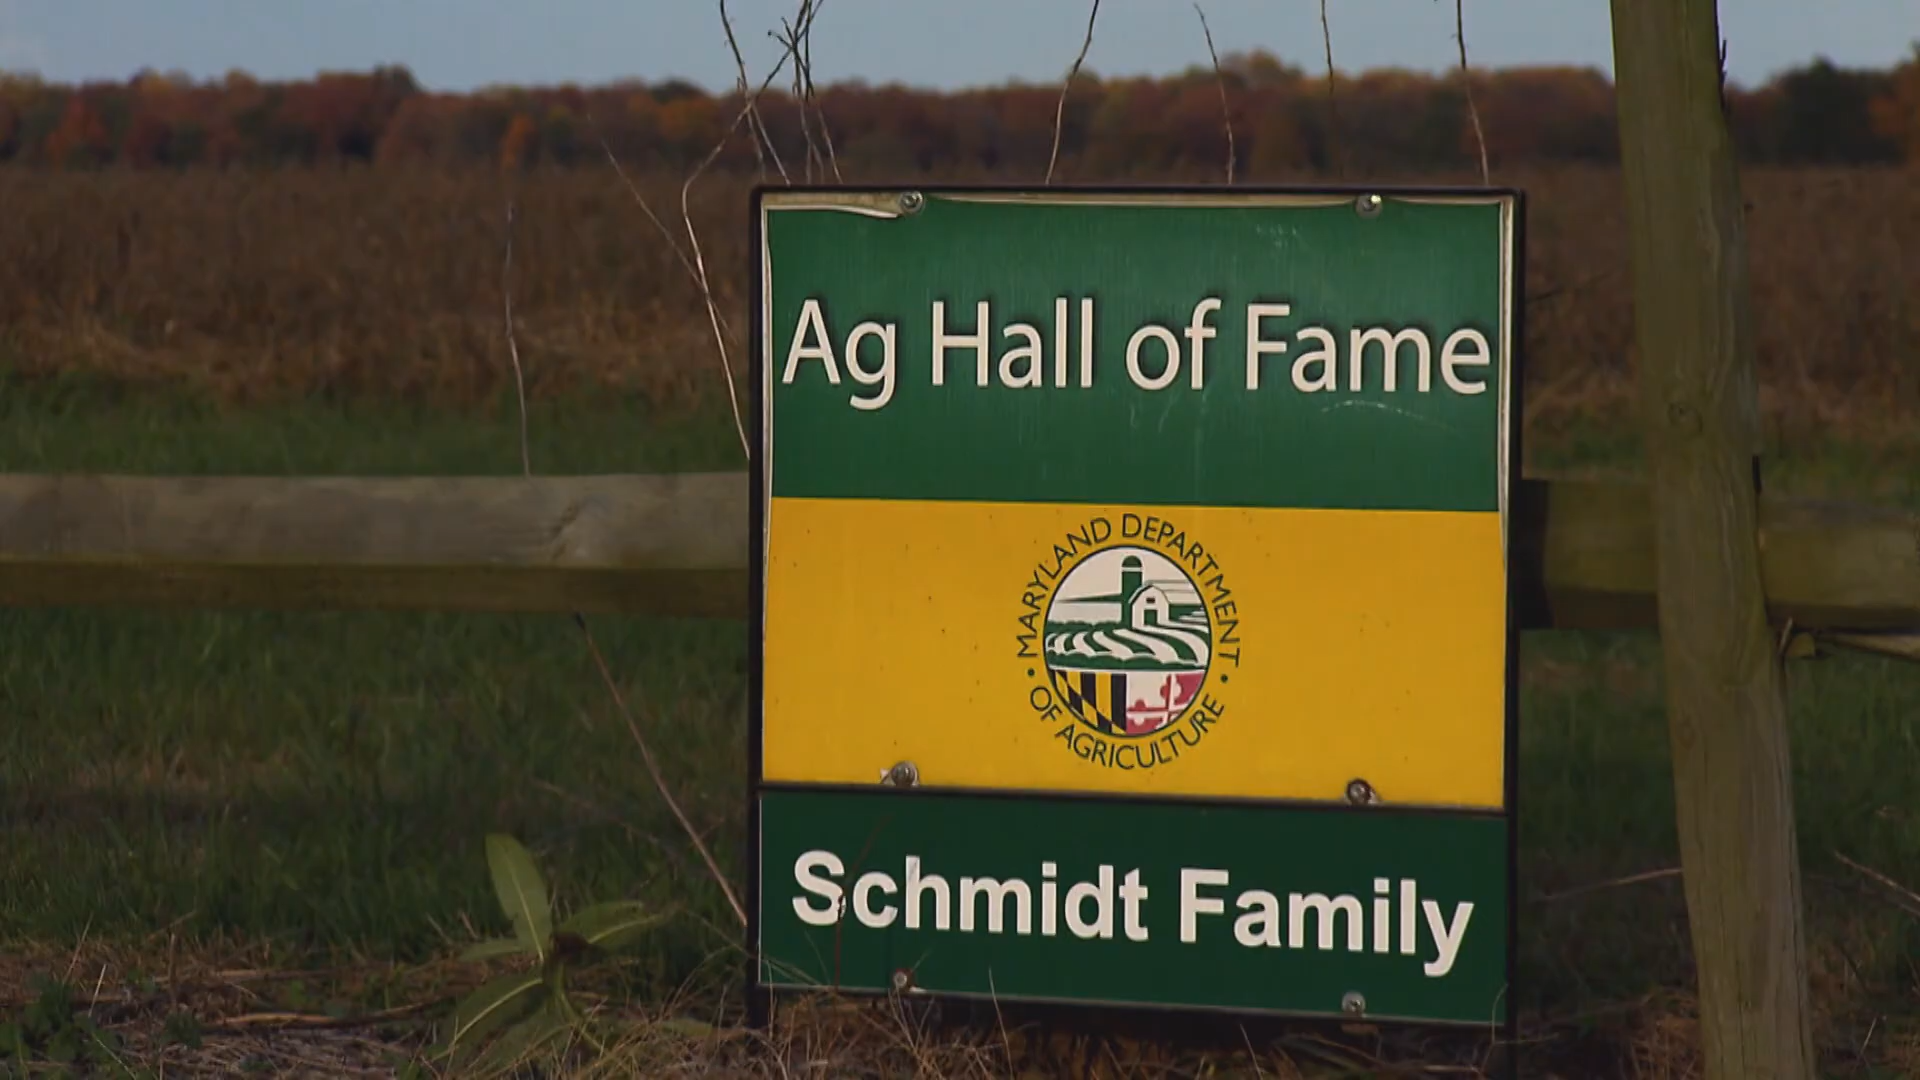 Ag Hall of Fame
MARYLAND DEPARTMENT
• OF AGRICULTURE •
Schmidt Family